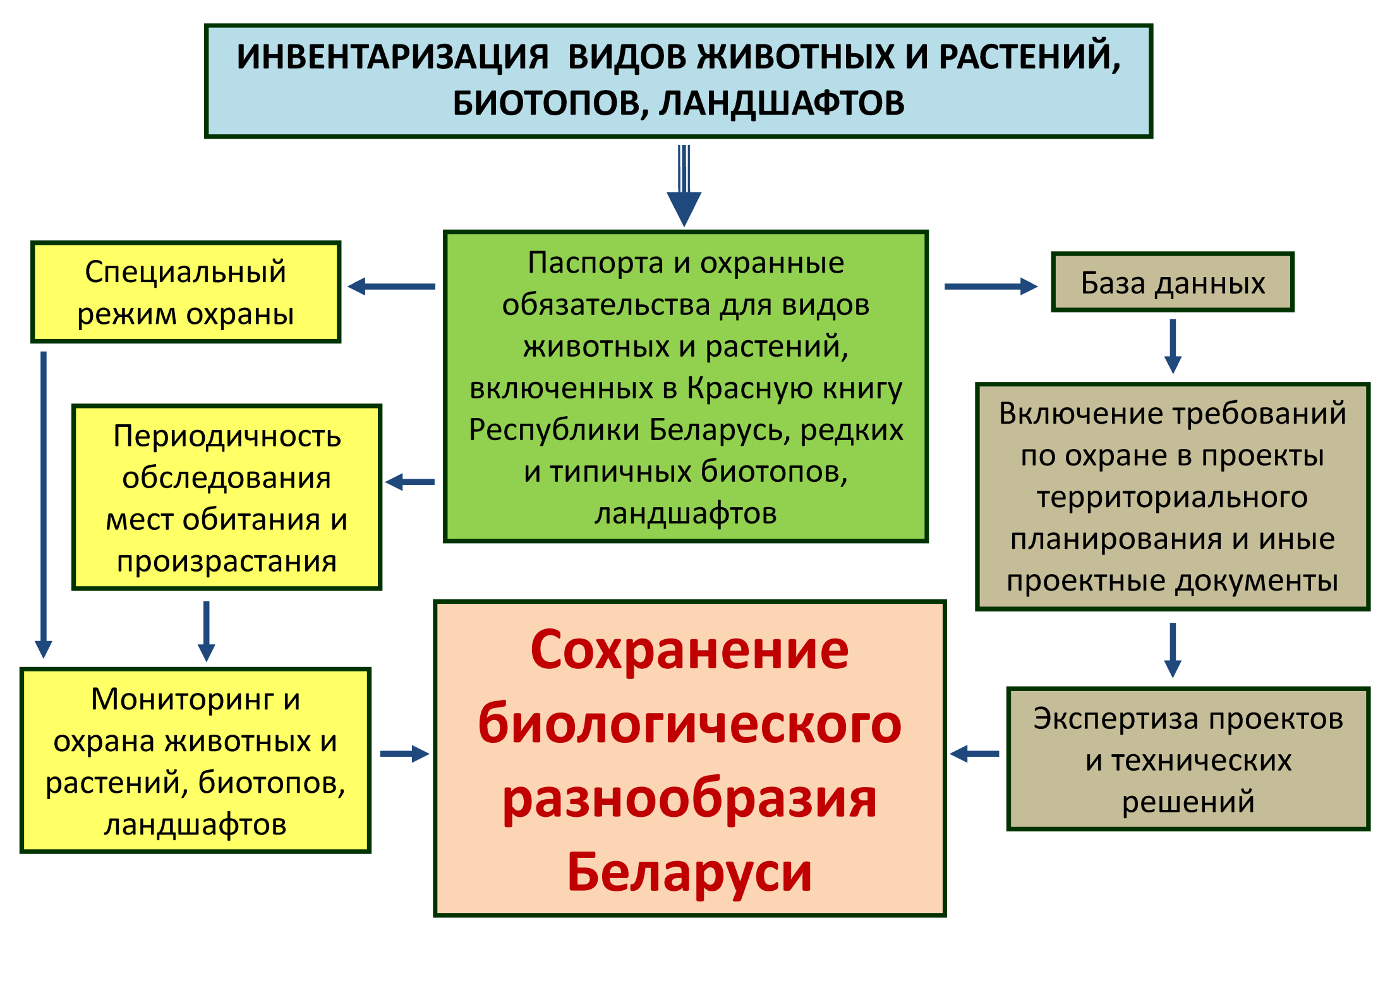 ИНВЕНТАРИЗАЦИЯ ВИДОВ ЖИВОТНЫХ И РАСТЕНИЙ,
БИОТОПОВ, ЛАНДШАФТОВ
Специальный
режим охраны
Паспорта и охранные
обязательства для видов
животных и растений,
включенных в Красную книгу
Республики Беларусь, редких
и типичных биотопов,
ландшафтов
База данных
Периодичность
обследования
мест обитания и
произрастания
Включение требований
по охране в проекты
территориального
планирования и иные
проектные документы
Мониторинг и
охрана животных и
растений, биотопов,
ландшафтов
Сохранение
биологического
разнообразия
Беларуси
Экспертиза проектов
и технических
решений